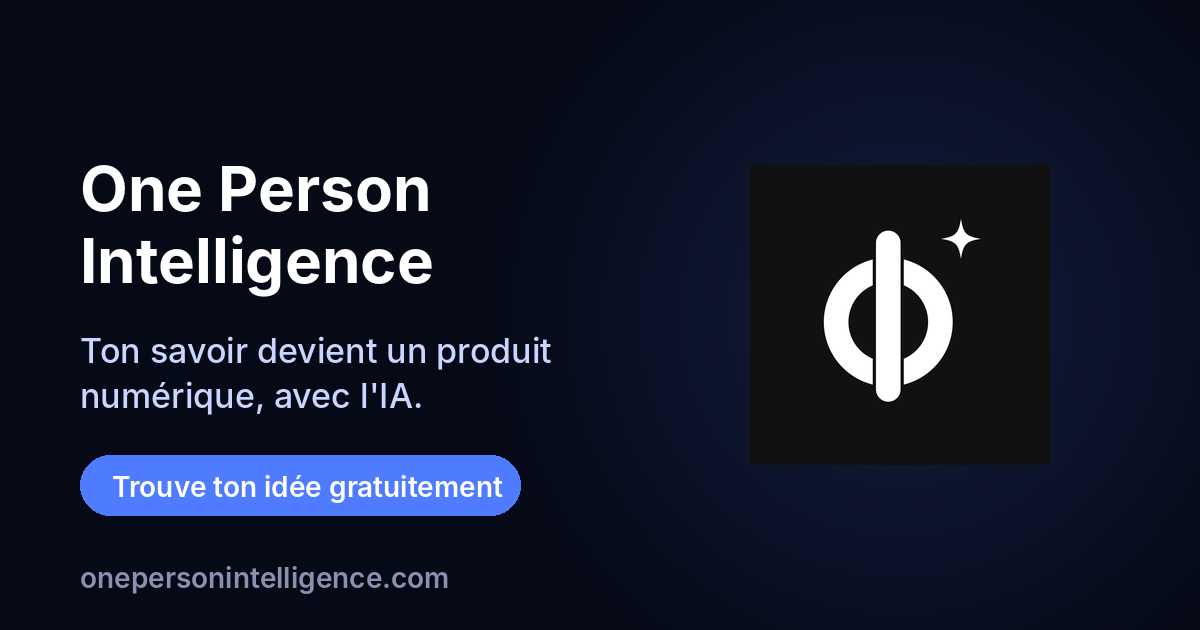 One Person
Intelligence
Ton savoir devient un produit
numérique, avec l'IA.
Trouve ton idée gratuitement
onepersonintelligence.com